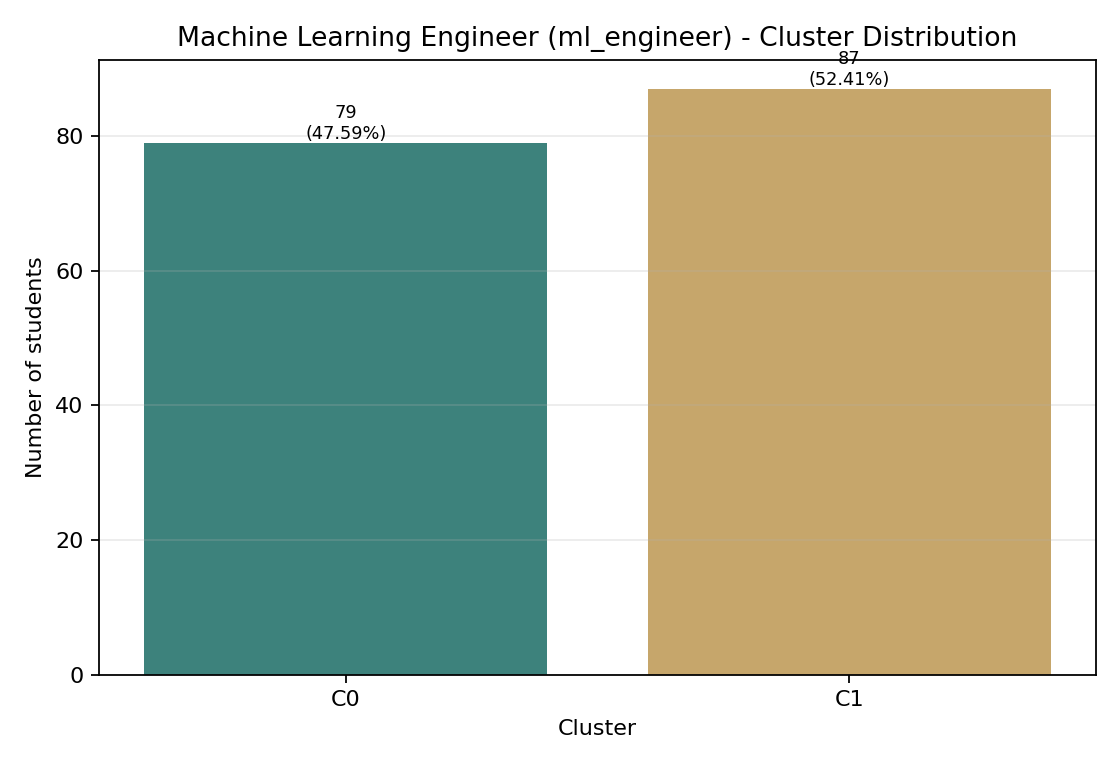 Machine Learning Engineer (ml_engineer) - Cluster Distribution
87
(52.41%)
79
(47.59%)
80
60
40
20
0
Number of students
C0
C1
Cluster